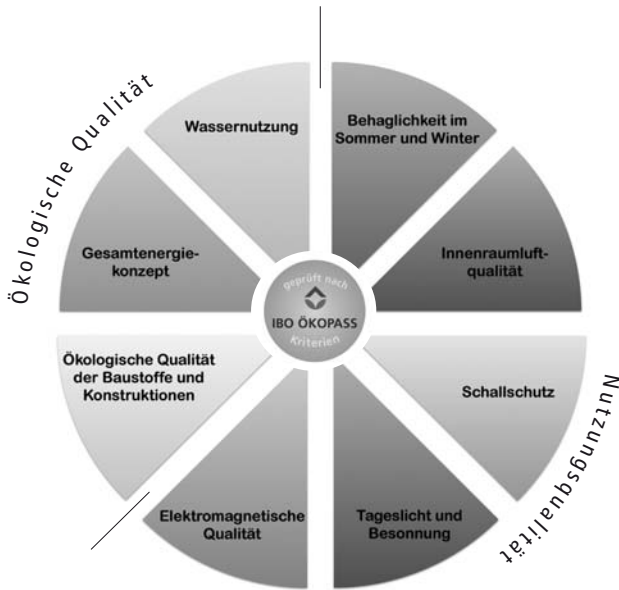 Ökologische Qualität
Wassernutzung
Behaglichkeit im
Sommer und Winter
Gesamtenergie-
konzept
Innenraumluft-
qualität
geprüft nach
IBO ÖKOPASS
Kriterien
Ökologische Qualität
der Baustoffe und
Konstruktionen
Schallschutz
Elektromagnetische
Qualität
Tageslicht und
Besonnung
Nutzungsqualität